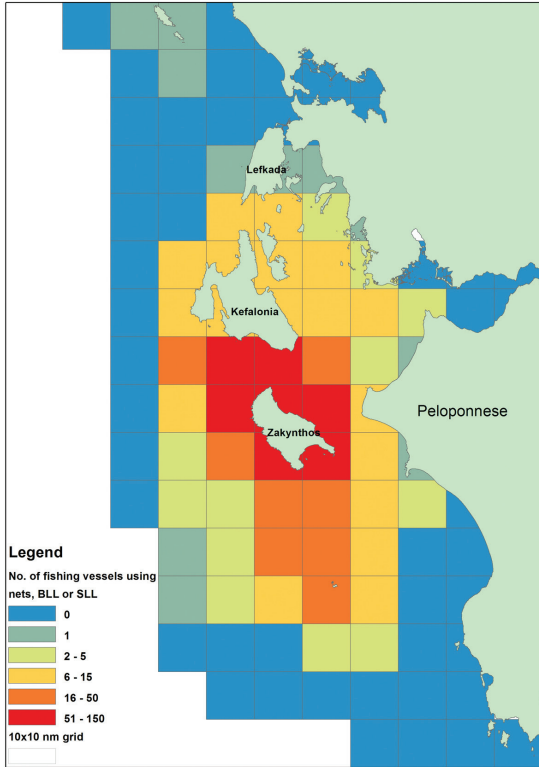 Lefkada
Kefalonia
Zakynthos
Peloponnese
Legend
No. of fishing vessels using
nets, BLL or SLL
0
1
2 - 5
6 - 15
16 - 50
51 - 150
10x10 nm grid